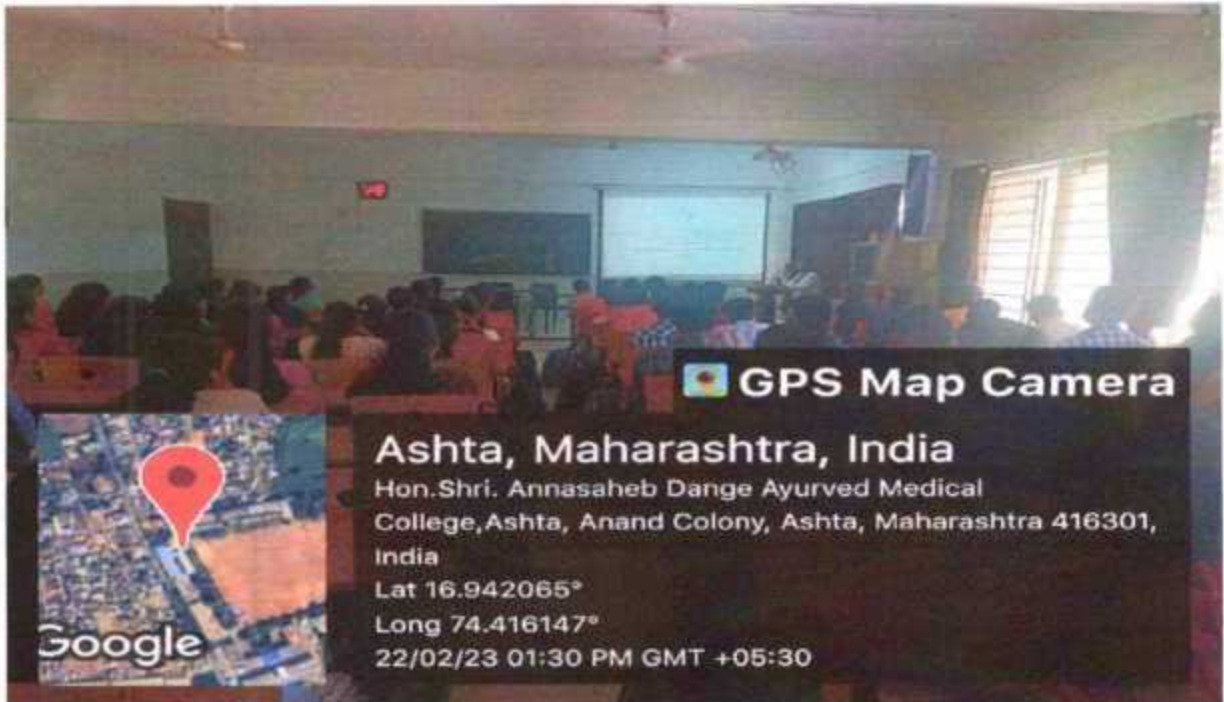 GPS Map Camera
Ashta, Maharashtra, India
Hon.Shri. Annasaheb Dange Ayurved Medical
College,Ashta, Anand Colony, Ashta, Maharashtra 416301,
India
Lat 16.942065°
Long 74.416147°
22/02/23 01:30 PM GMT +05:30
Google